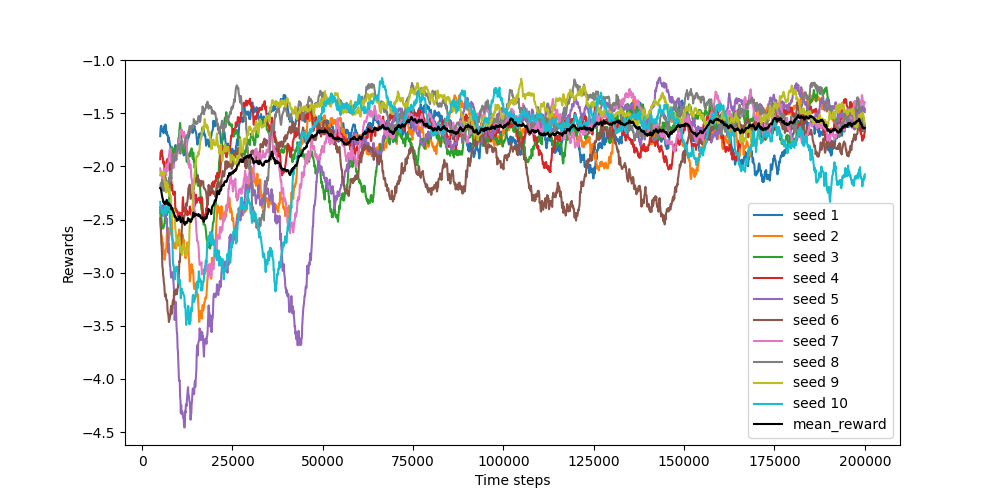 −1.0
−1.5
−2.0
−2.5
−3.0
−3.5
−4.0
−4.5
Rewards
0
25000
50000
75000
100000
125000
150000
175000
200000
Time steps
seed 1
seed 2
seed 3
seed 4
seed 5
seed 6
seed 7
seed 8
seed 9
seed 10
mean_reward